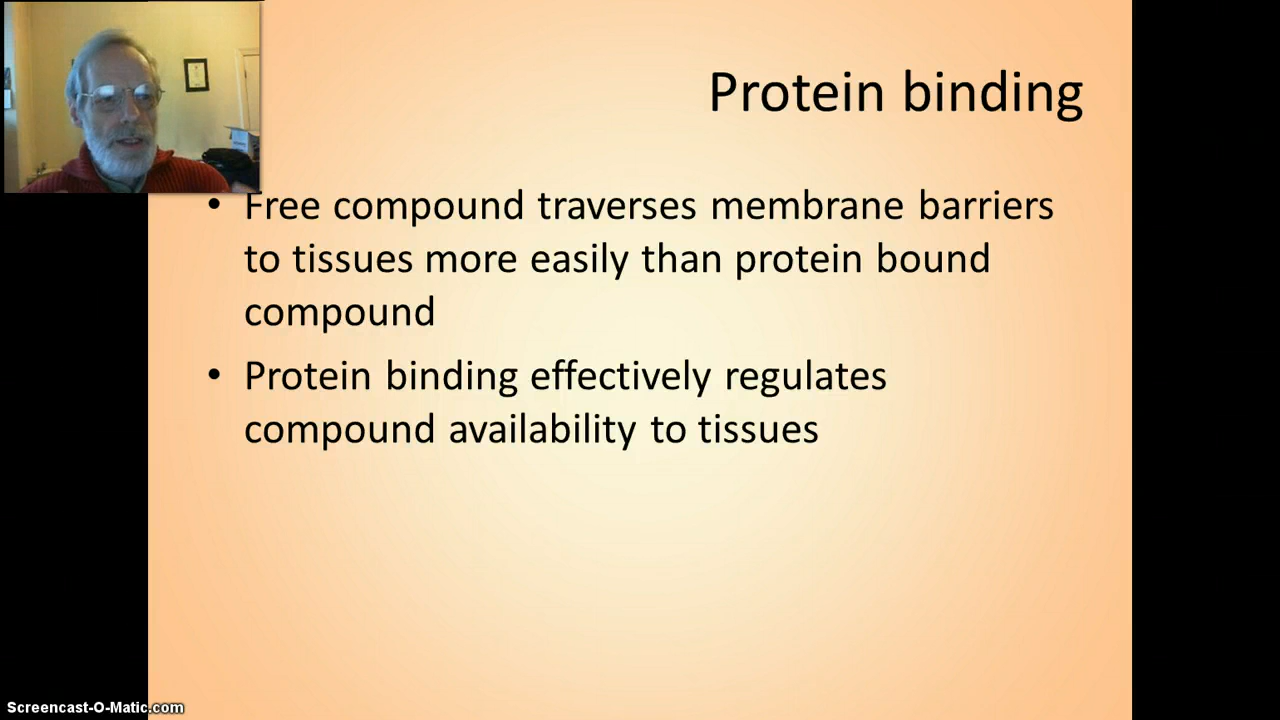 Protein binding
• Free compound traverses membrane barriers
to tissues more easily than protein bound
compound
• Protein binding effectively regulates
compound availability to tissues
Screencast-O-Matic.com